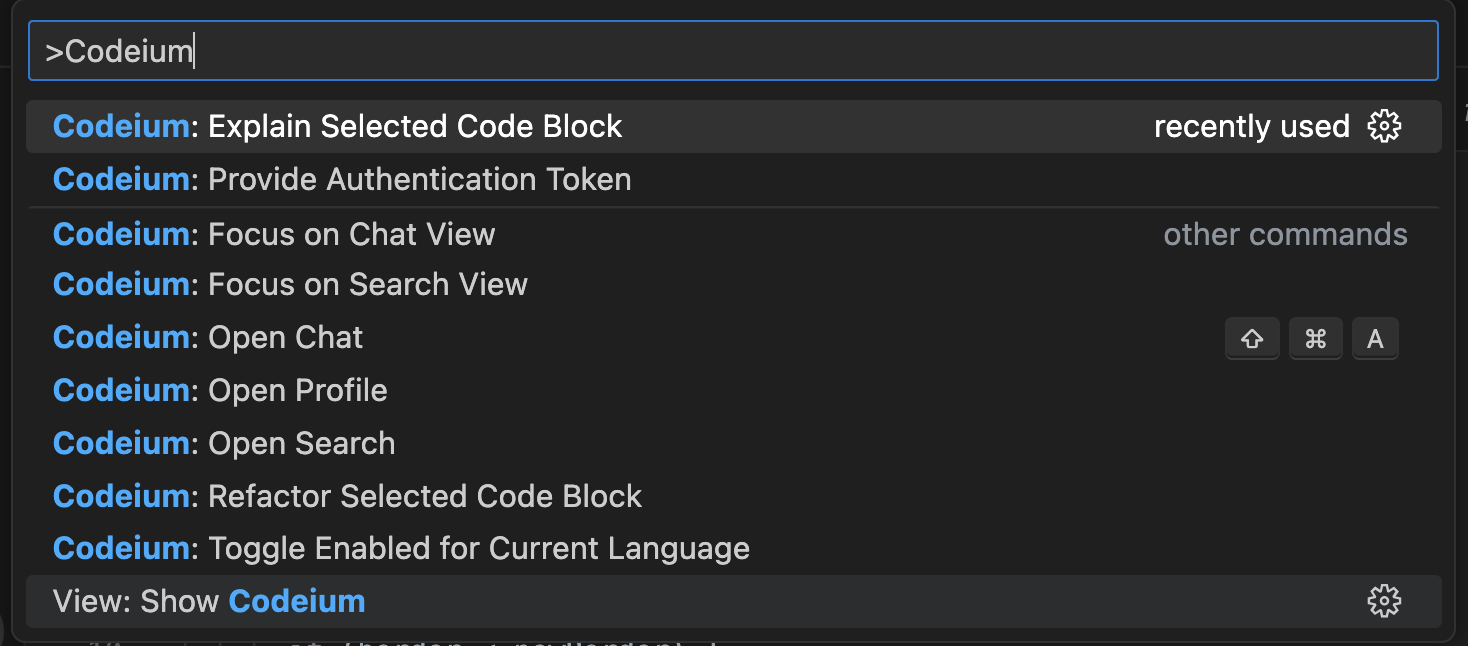 >Codeium
Codeium: Explain Selected Code Block recently used
Codeium: Provide Authentication Token
Codeium: Focus on Chat View other commands
Codeium: Focus on Search View
Codeium: Open Chat ⇧ ⌘ A
Codeium: Open Profile
Codeium: Open Search
Codeium: Refactor Selected Code Block
Codeium: Toggle Enabled for Current Language
View: Show Codeium